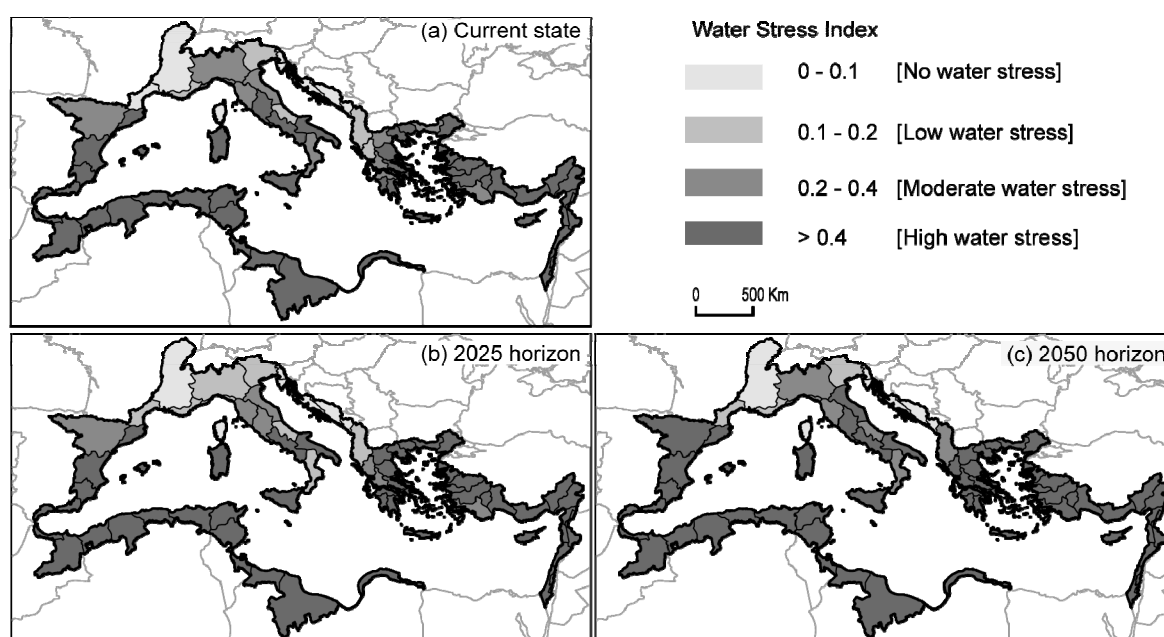 (a) Current state
Water Stress Index
0 - 0.1 [No water stress]
0.1 - 0.2 [Low water stress]
0.2 - 0.4 [Moderate water stress]
> 0.4 [High water stress]
0 500 Km
(b) 2025 horizon
(c) 2050 horizon